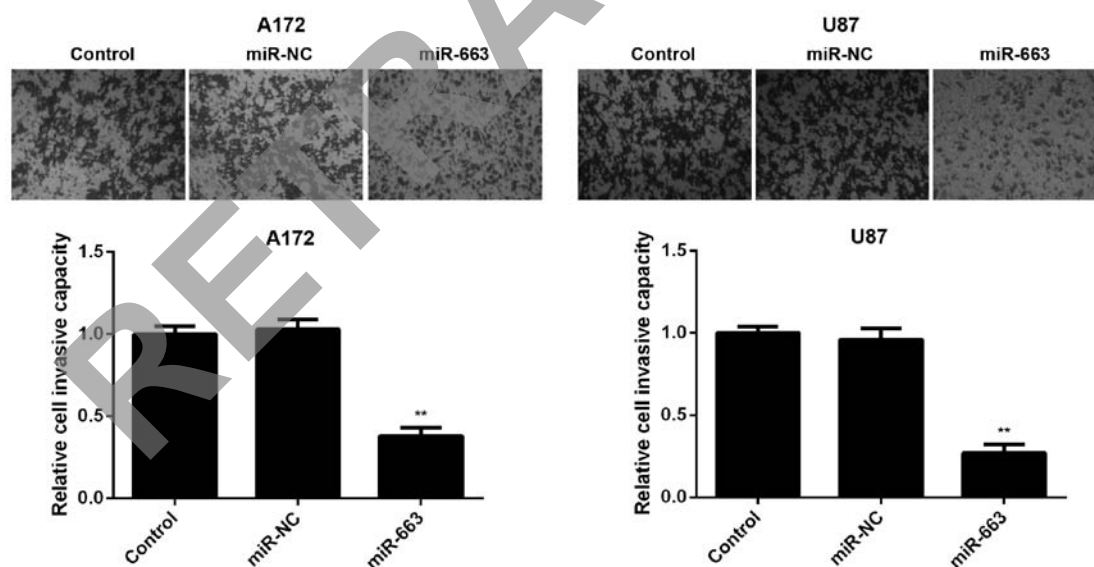 A172
Control miR-NC miR-663
U87
Control miR-NC miR-663
A172
Relative cell invasive capacity
1.5
1.0
0.5
0.0
**
Control miR-NC miR-663
U87
Relative cell invasive capacity
1.5
1.0
0.5
0.0
**
Control miR-NC miR-663
RETRA